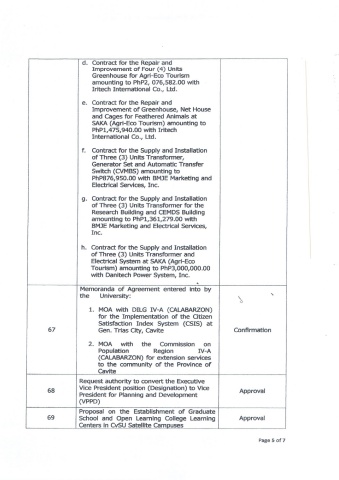 d. Contract for the Repair and
Improvement of Four (4) Units
Greenhouse for Agri-Eco Tourism
amounting to PhP2, 076,582.00 with
Iritech International Co., Ltd.
e. Contract for the Repair and
Improvement of Greenhouse, Net House
and Cages for Feathered Animals at
SAKA (Agri-Eco Tourism) amounting to
PhP1,475,940.00 with Iritech
International Co., Ltd.
f. Contract for the Supply and Installation
of Three (3) Units Transformer,
Generator Set and Automatic Transfer
Switch (CVMBS) amounting to
PhP876,950.00 with BMJE Marketing and
Electrical Services, Inc.
g. Contract for the Supply and Installation
of Three (3) Units Transformer for the
Research Building and CEMDS Building
amounting to PhP1,361,279.00 with
BMJE Marketing and Electrical Services,
Inc.
h. Contract for the Supply and Installation
of Three (3) Units Transformer and
Electrical System at SAKA (Agri-Eco
Tourism) amounting to PhP3,000,000.00
with Danitech Power System, Inc.
Memoranda of Agreement entered into by
the University:
1. MOA with DILG IV-A (CALABARZON)
for the Implementation of the Citizen
Satisfaction Index System (CSIS) at
67 Gen. Trias City, Cavite Confirmation
2. MOA with the Commission on
Population Region IV-A
(CALABARZON) for extension services
to the community of the Province of
Cavite
Request authority to convert the Executive
68 Vice President position (Designation) to Vice Approval
President for Planning and Development
(VPPD)
Proposal on the Establishment of Graduate
69 School and Open Learning College Learning Approval
Centers in CvSU Satellite Campuses
Page 5 of 7